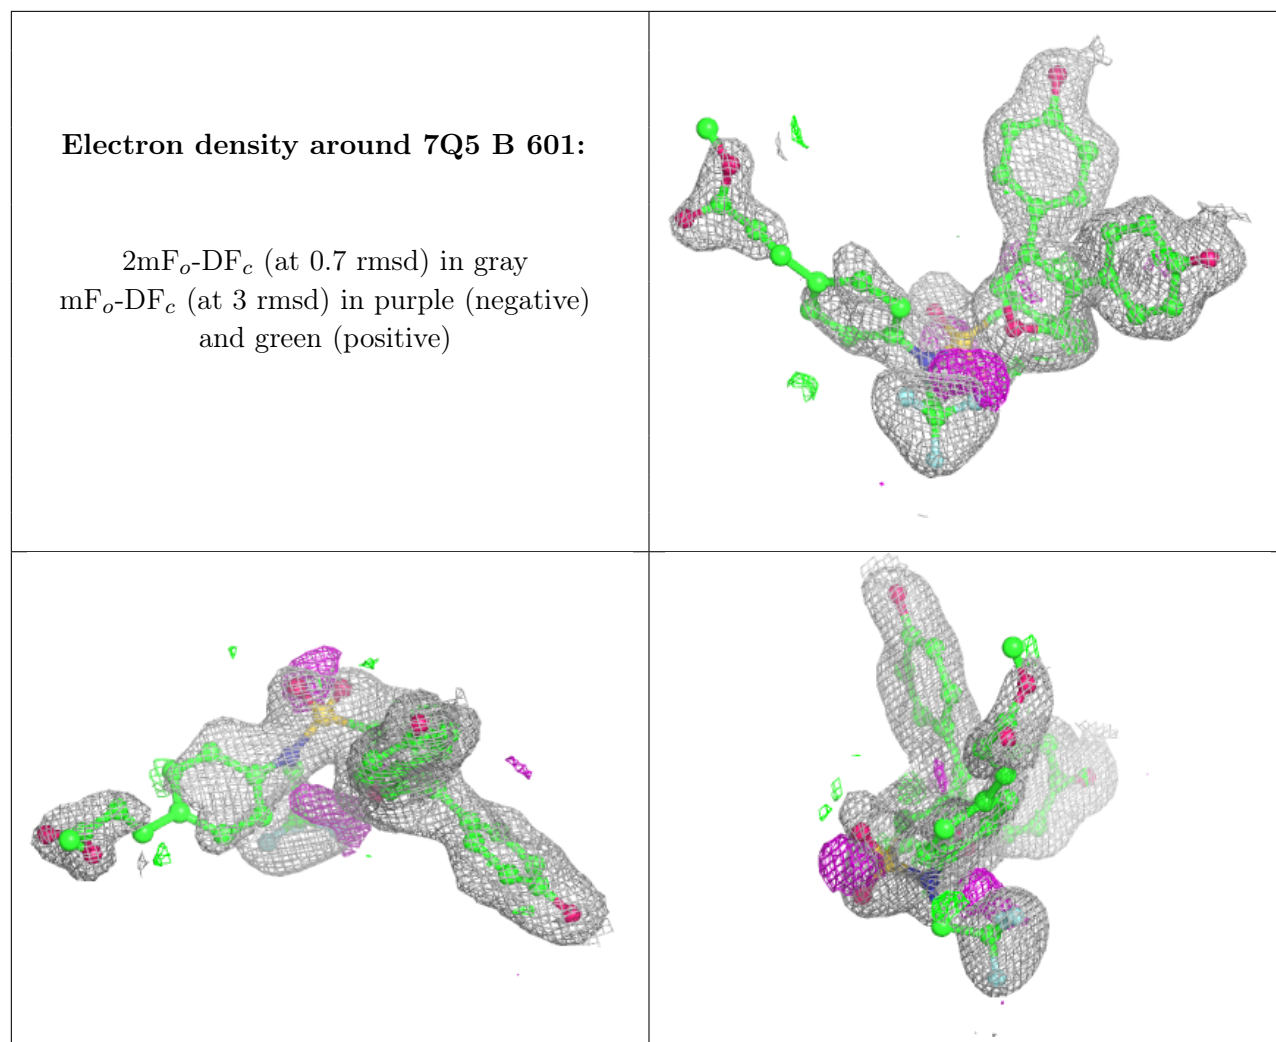 Electron density around 7Q5 B 601:
2mFo-DFc (at 0.7 rmsd) in gray
mFo-DFc (at 3 rmsd) in purple (negative)
and green (positive)